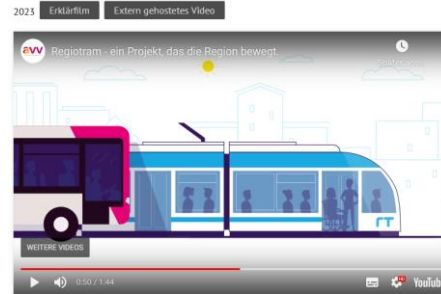 2023 Erklärfilm Extern gehostetes Video
avv Regiotram - ein Projekt, das die Region bewegt.
WEITERE VIDEOS
0:50 / 1:44
YouTube